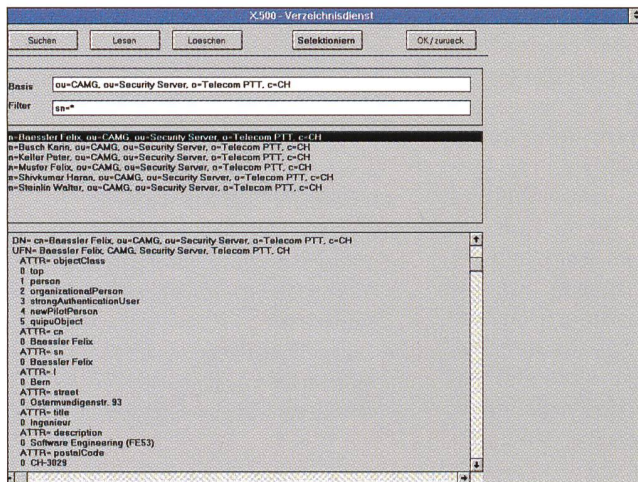 X.500 - Verzeichnisdienst
Suchen Lesen Loeschen Selektioniern OK/zurueck
Basis ou=CAMG, ou=Security Server, o=Telecom PTT, c=CH
Filter sn=*
n=Baessler Felix, ou=CAMG, ou=Security Server, o=Telecom PTT, c=CH
n=Busch Karin, ou=CAMG, ou=Security Server, o=Telecom PTT, c=CH
n=Keller Peter, ou=CAMG, ou=Security Server, o=Telecom PTT, c=CH
n=Muster Felix, ou=CAMG, ou=Security Server, o=Telecom PTT, c=CH
n=Shivkumar Haran, ou=CAMG, ou=Security Server, o=Telecom PTT, c=CH
n=Steinlin Walter, ou=CAMG, ou=Security Server, o=Telecom PTT, c=CH
DN= cn=Baessler Felix, ou=CAMG, ou=Security Server, o=Telecom PTT, c=CH
UFN= Baessler Felix, CAMG, Security Server, Telecom PTT, CH
ATTR= objectClass
0 top
1 person
2 organizationalPerson
3 strongAuthenticationUser
4 newPilotPerson
5 quipuObject
ATTR= cn
0 Baessler Felix
ATTR= sn
0 Baessler Felix
ATTR= l
0 Bern
ATTR= street
0 Ostermundigenstr. 93
ATTR= title
0 Ingenieur
ATTR= description
0 Software Engineering (FE53)
ATTR= postalCode
0 CH-3029